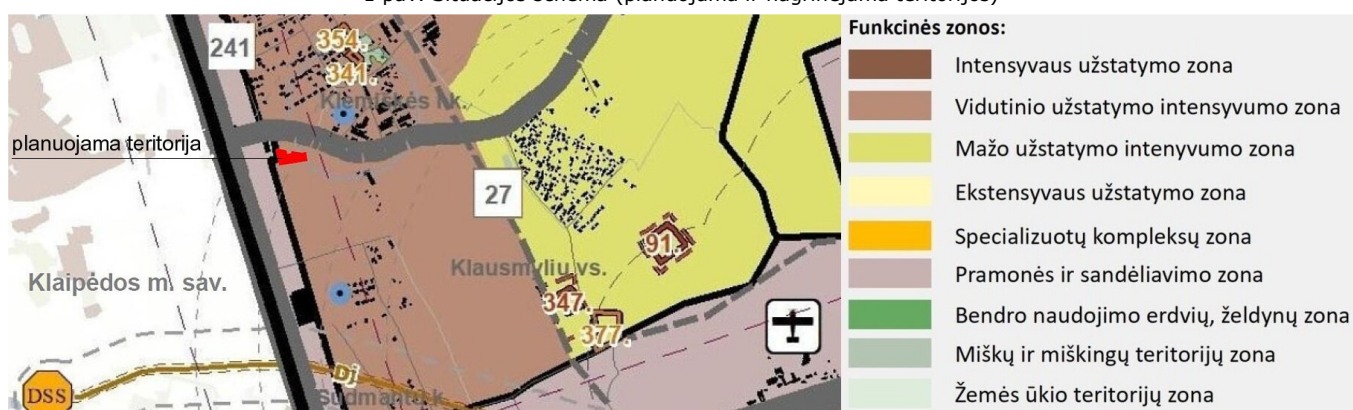 1 pav. Situacijos schema (planuojama ir nagrinėjama teritorijos)
241
354.
341.
planuojama teritorija
27
91.
Klausmylių vs.
Klaipėdos m. sav.
347.
377.
DSS
Dj
Funkcinės zonos:
Intensyvaus užstatymo zona
Vidutinio užstatymo intensyvumo zona
Mažo užstatymo intenyvumo zona
Ekstensyvaus užstatymo zona
Specializuotų kompleksų zona
Pramonės ir sandėliavimo zona
Bendro naudojimo erdvių, želdynų zona
Miškų ir miškingų teritorijų zona
Žemės ūkio teritorijų zona